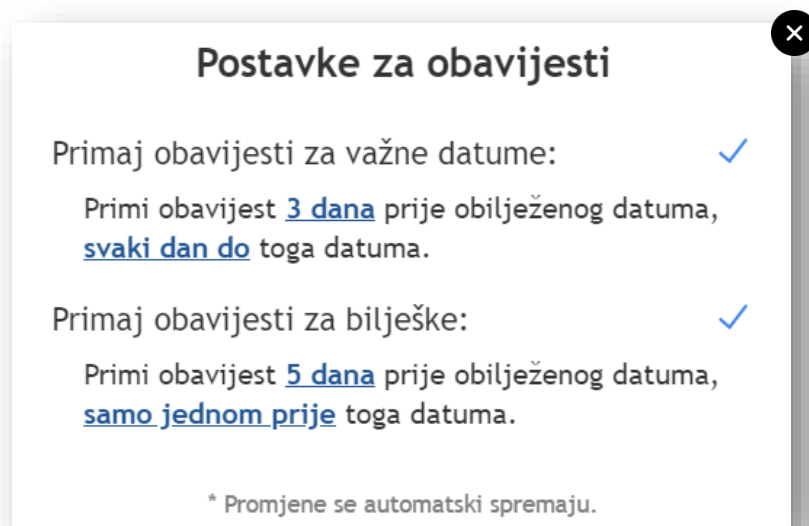 Postavke za obavijesti
Primaj obavijesti za važne datume:
Primi obavijest 3 dana prije obilježenog datuma,
svaki dan do toga datuma.
Primaj obavijesti za bilješke:
Primi obavijest 5 dana prije obilježenog datuma,
samo jednom prije toga datuma.
* Promjene se automatski spremaju.